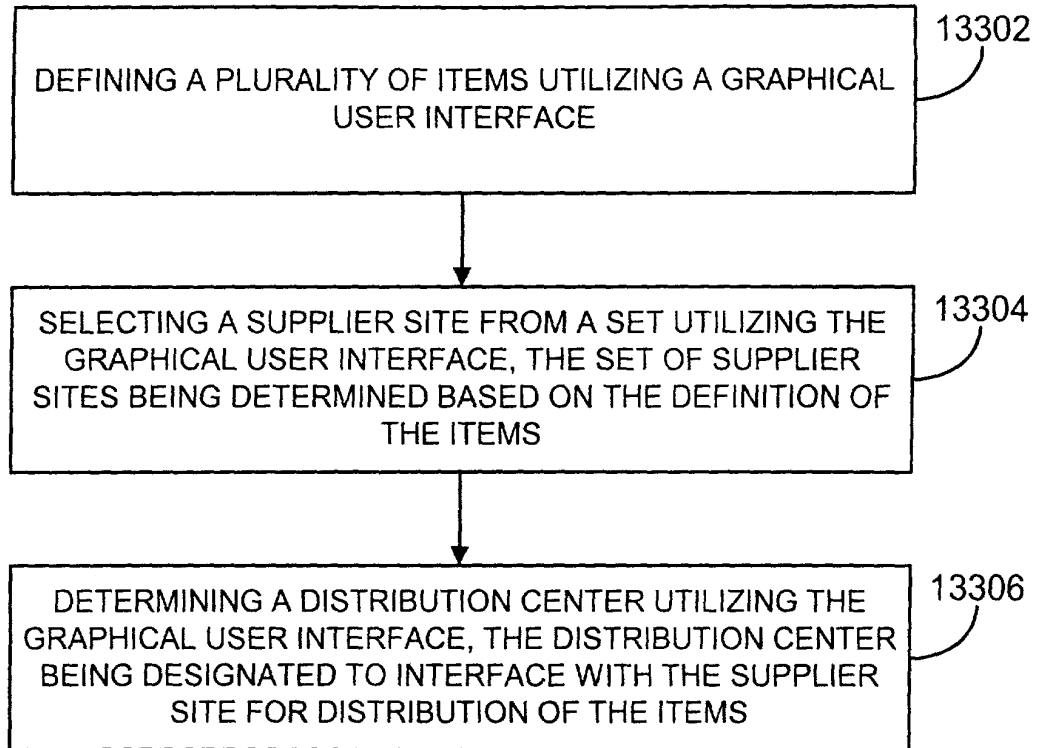 13302
DEFINING A PLURALITY OF ITEMS UTILIZING A GRAPHICAL
USER INTERFACE
13304
SELECTING A SUPPLIER SITE FROM A SET UTILIZING THE
GRAPHICAL USER INTERFACE, THE SET OF SUPPLIER
SITES BEING DETERMINED BASED ON THE DEFINITION OF
THE ITEMS
13306
DETERMINING A DISTRIBUTION CENTER UTILIZING THE
GRAPHICAL USER INTERFACE, THE DISTRIBUTION CENTER
BEING DESIGNATED TO INTERFACE WITH THE SUPPLIER
SITE FOR DISTRIBUTION OF THE ITEMS